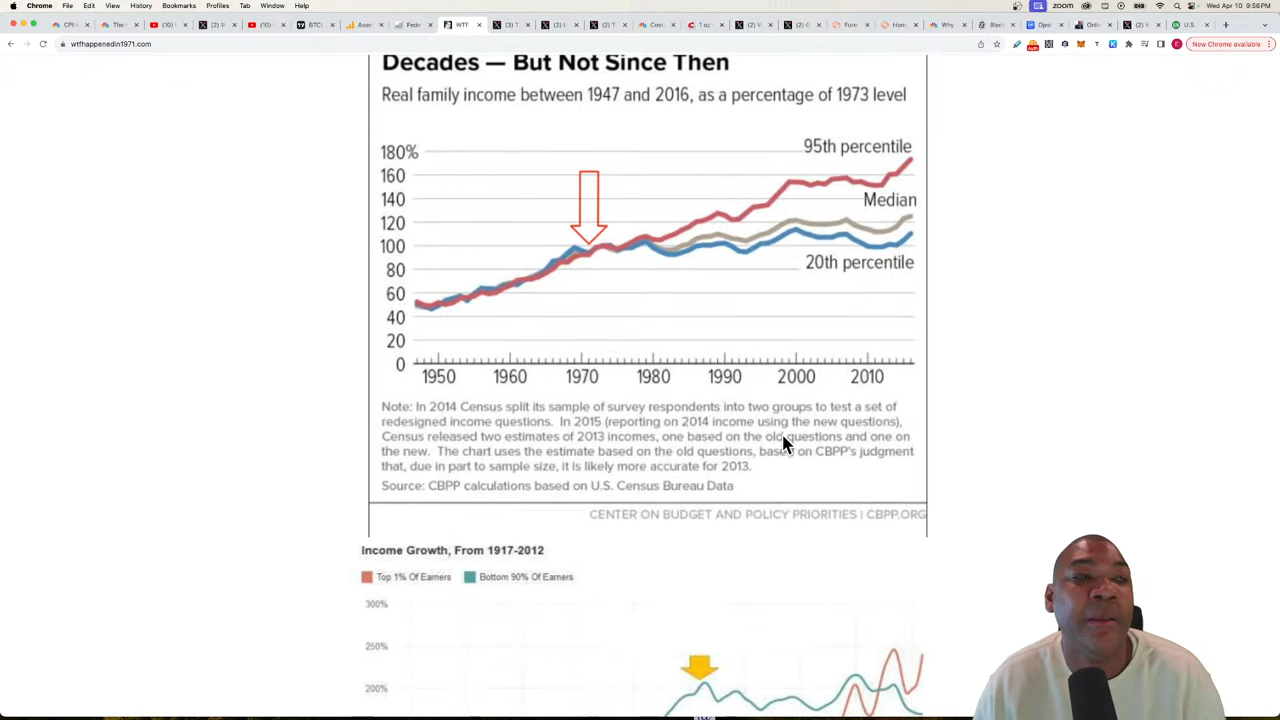 Chrome File Edit View History Bookmarks Profiles Tab Window Help
zoom Wed Apr 10 9:56PM
wtfhappenedin1971.com
New Chrome available
Decades — But Not Since Then
Real family income between 1947 and 2016, as a percentage of 1973 level
95th percentile
180%
160
140
Median
120
100
20th percentile
80
60
40
20
0
1950 1960 1970 1980 1990 2000 2010
Note: In 2014 Census split its sample of survey respondents into two groups to test a set of
redesigned income questions. In 2015 (reporting on 2014 income using the new questions),
Census released two estimates of 2013 incomes, one based on the old questions and one on
the new. The chart uses the estimate based on the old questions, based on CBPP's judgment
that, due in part to sample size, it is likely more accurate for 2013.
Source: CBPP calculations based on U.S. Census Bureau Data
CENTER ON BUDGET AND POLICY PRIORITIES | CBPP.ORG
Income Growth, From 1917-2012
Top 1% Of Earners Bottom 90% Of Earners
300%
250%
200%